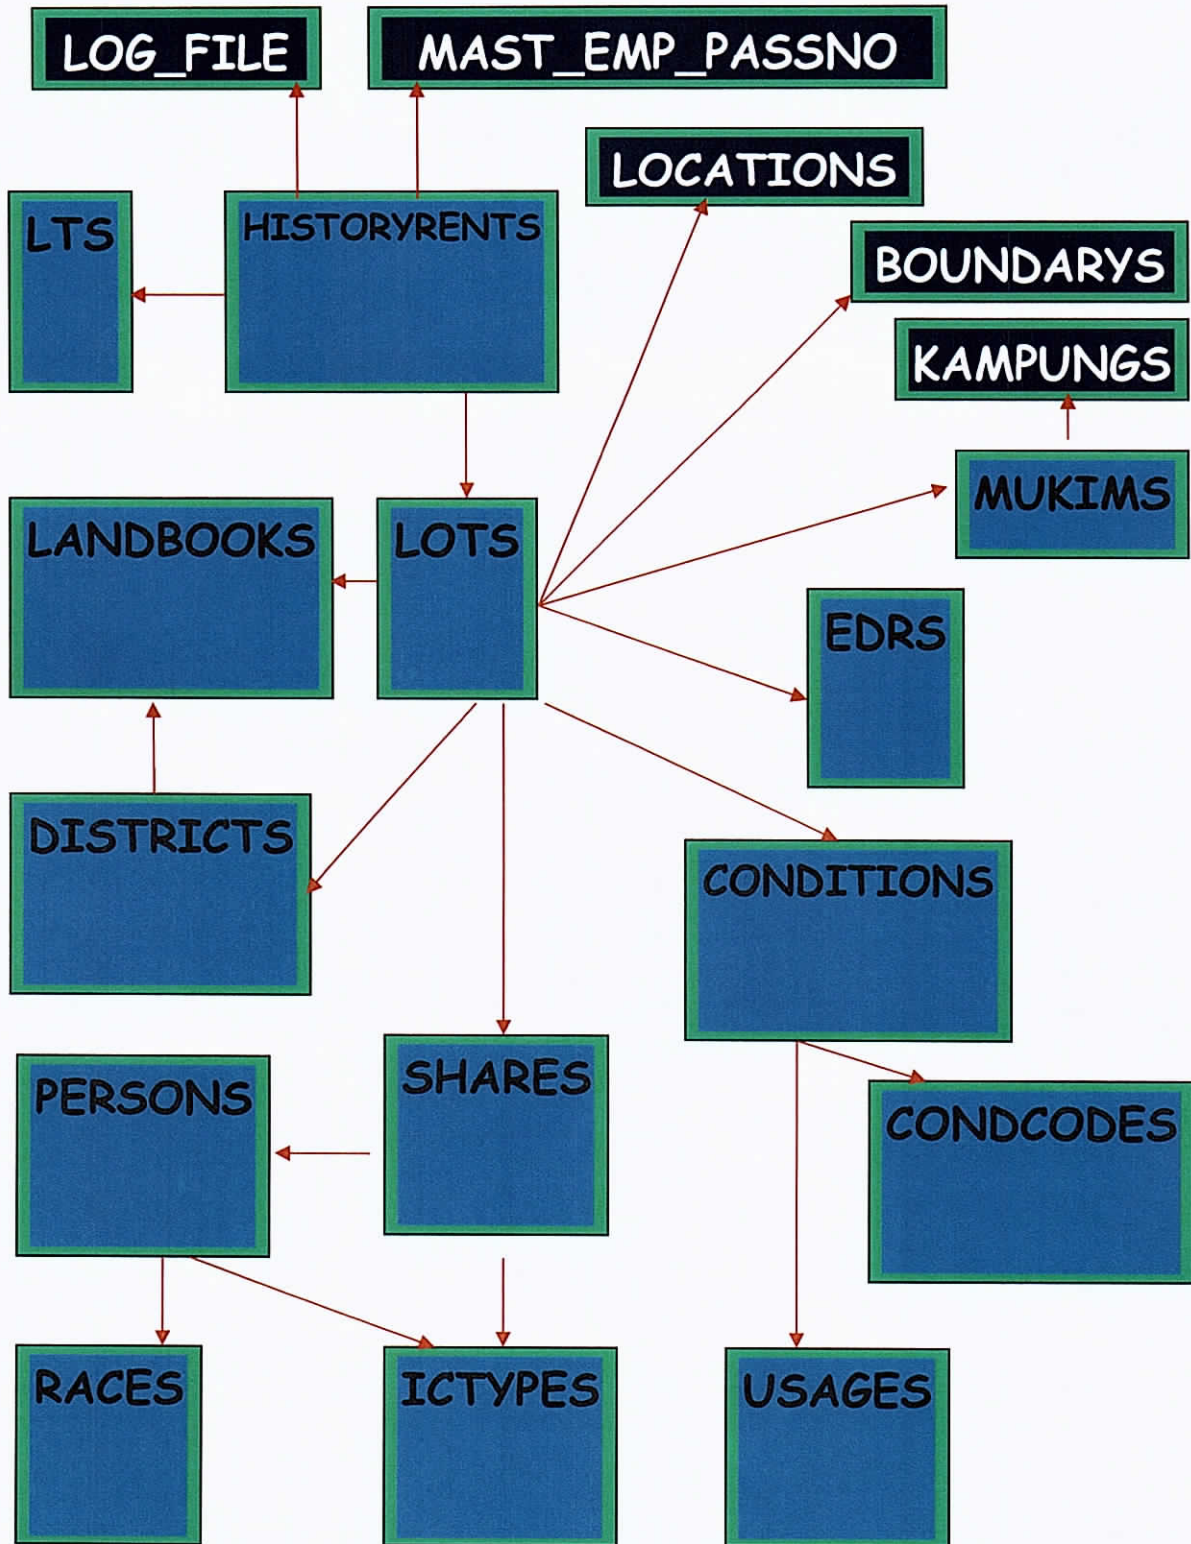 LOG_FILE
MAST_EMP_PASSNO
LOCATIONS
LTS
HISTORYRENTS
BOUNDARYS
KAMPUNGS
MUKIMS
LANDBOOKS
LOTS
EDRS
DISTRICTS
CONDITIONS
PERSONS
SHARES
CONDCODES
RACES
ICTYPES
USAGES